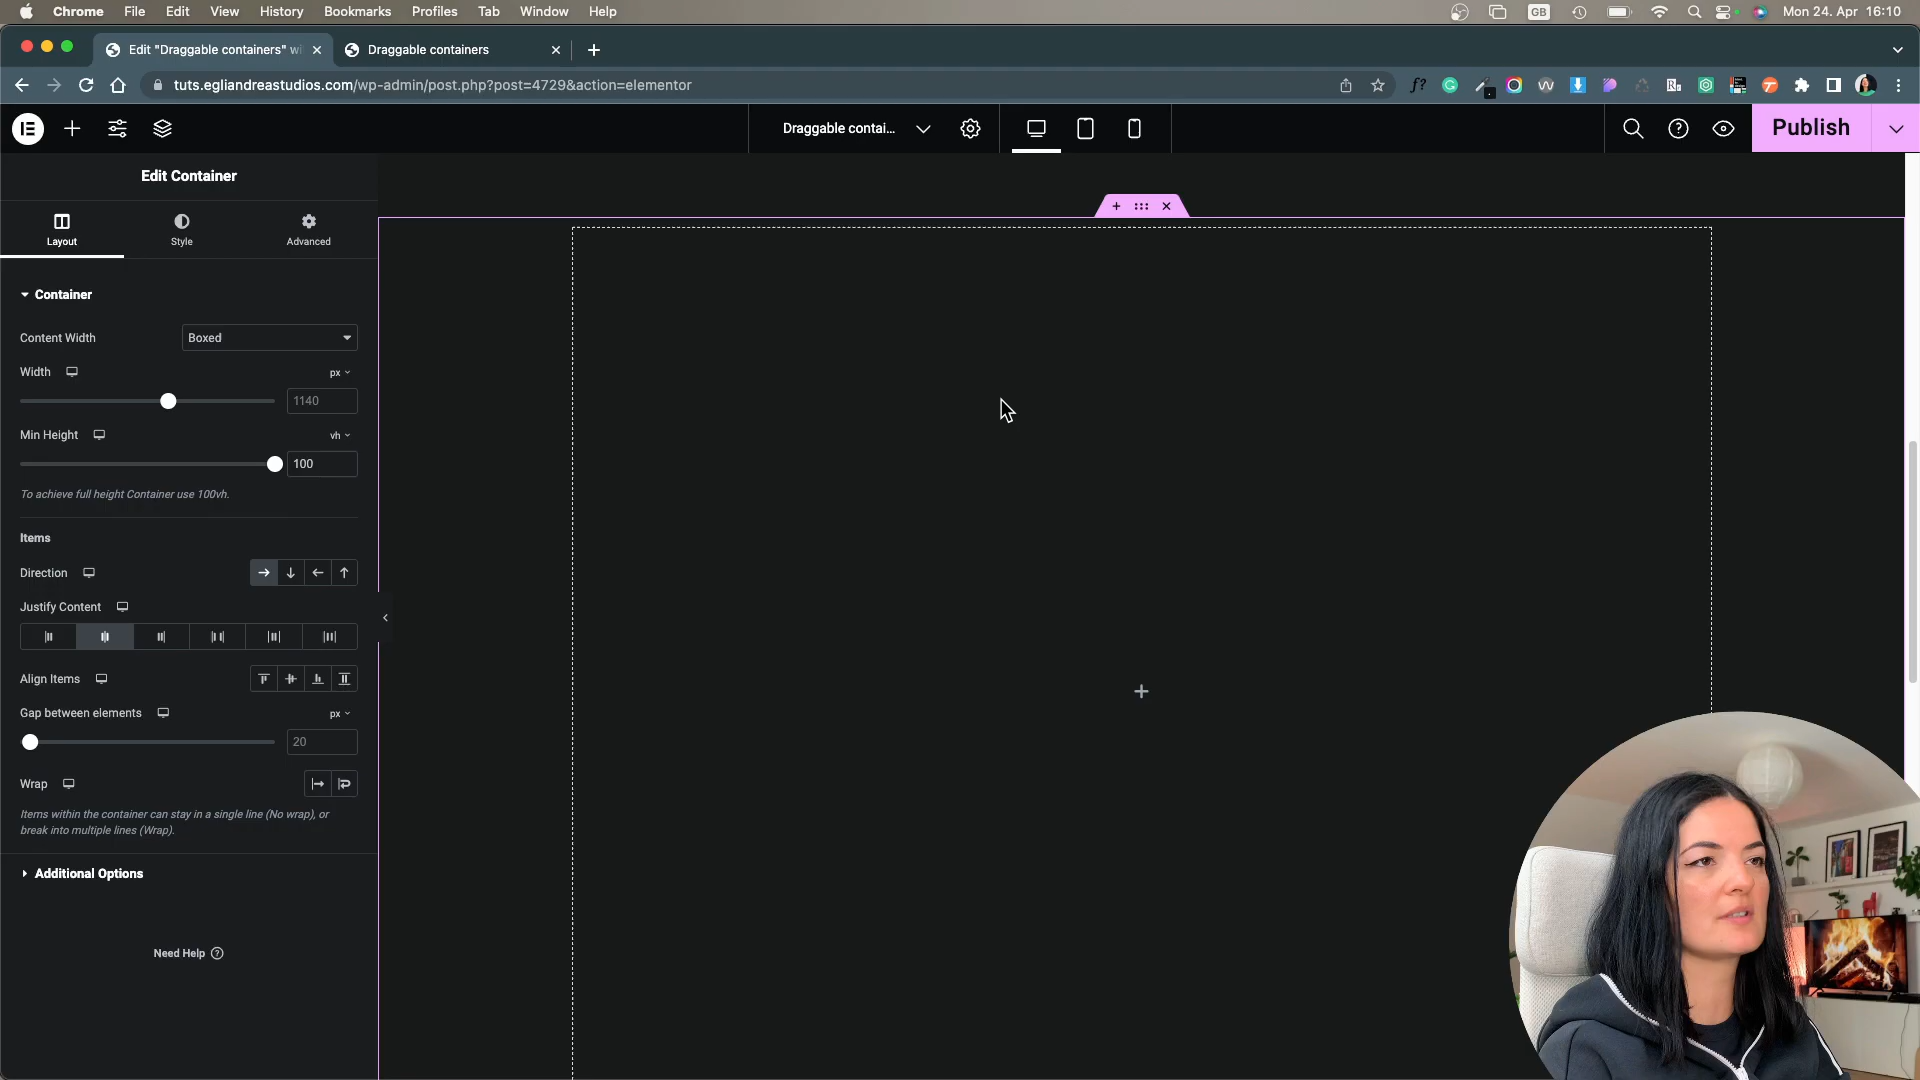 Chrome File Edit View History Bookmarks Profiles Tab Window Help GB Mon 24. Apr 16:10
Edit "Draggable containers" wi Draggable containers
tuts.egliandreastudios.com/wp-admin/post.php?post=4729&action=elementor
Draggable contai... Publish
Edit Container
Layout Style Advanced
Container
Content Width Boxed
Width px
1140
Min Height vh
100
To achieve full height Container use 100vh.
Items
Direction
Justify Content
Align Items
Gap between elements px
20
Wrap
Items within the container can stay in a single line (No wrap), or
break into multiple lines (Wrap).
Additional Options
Need Help